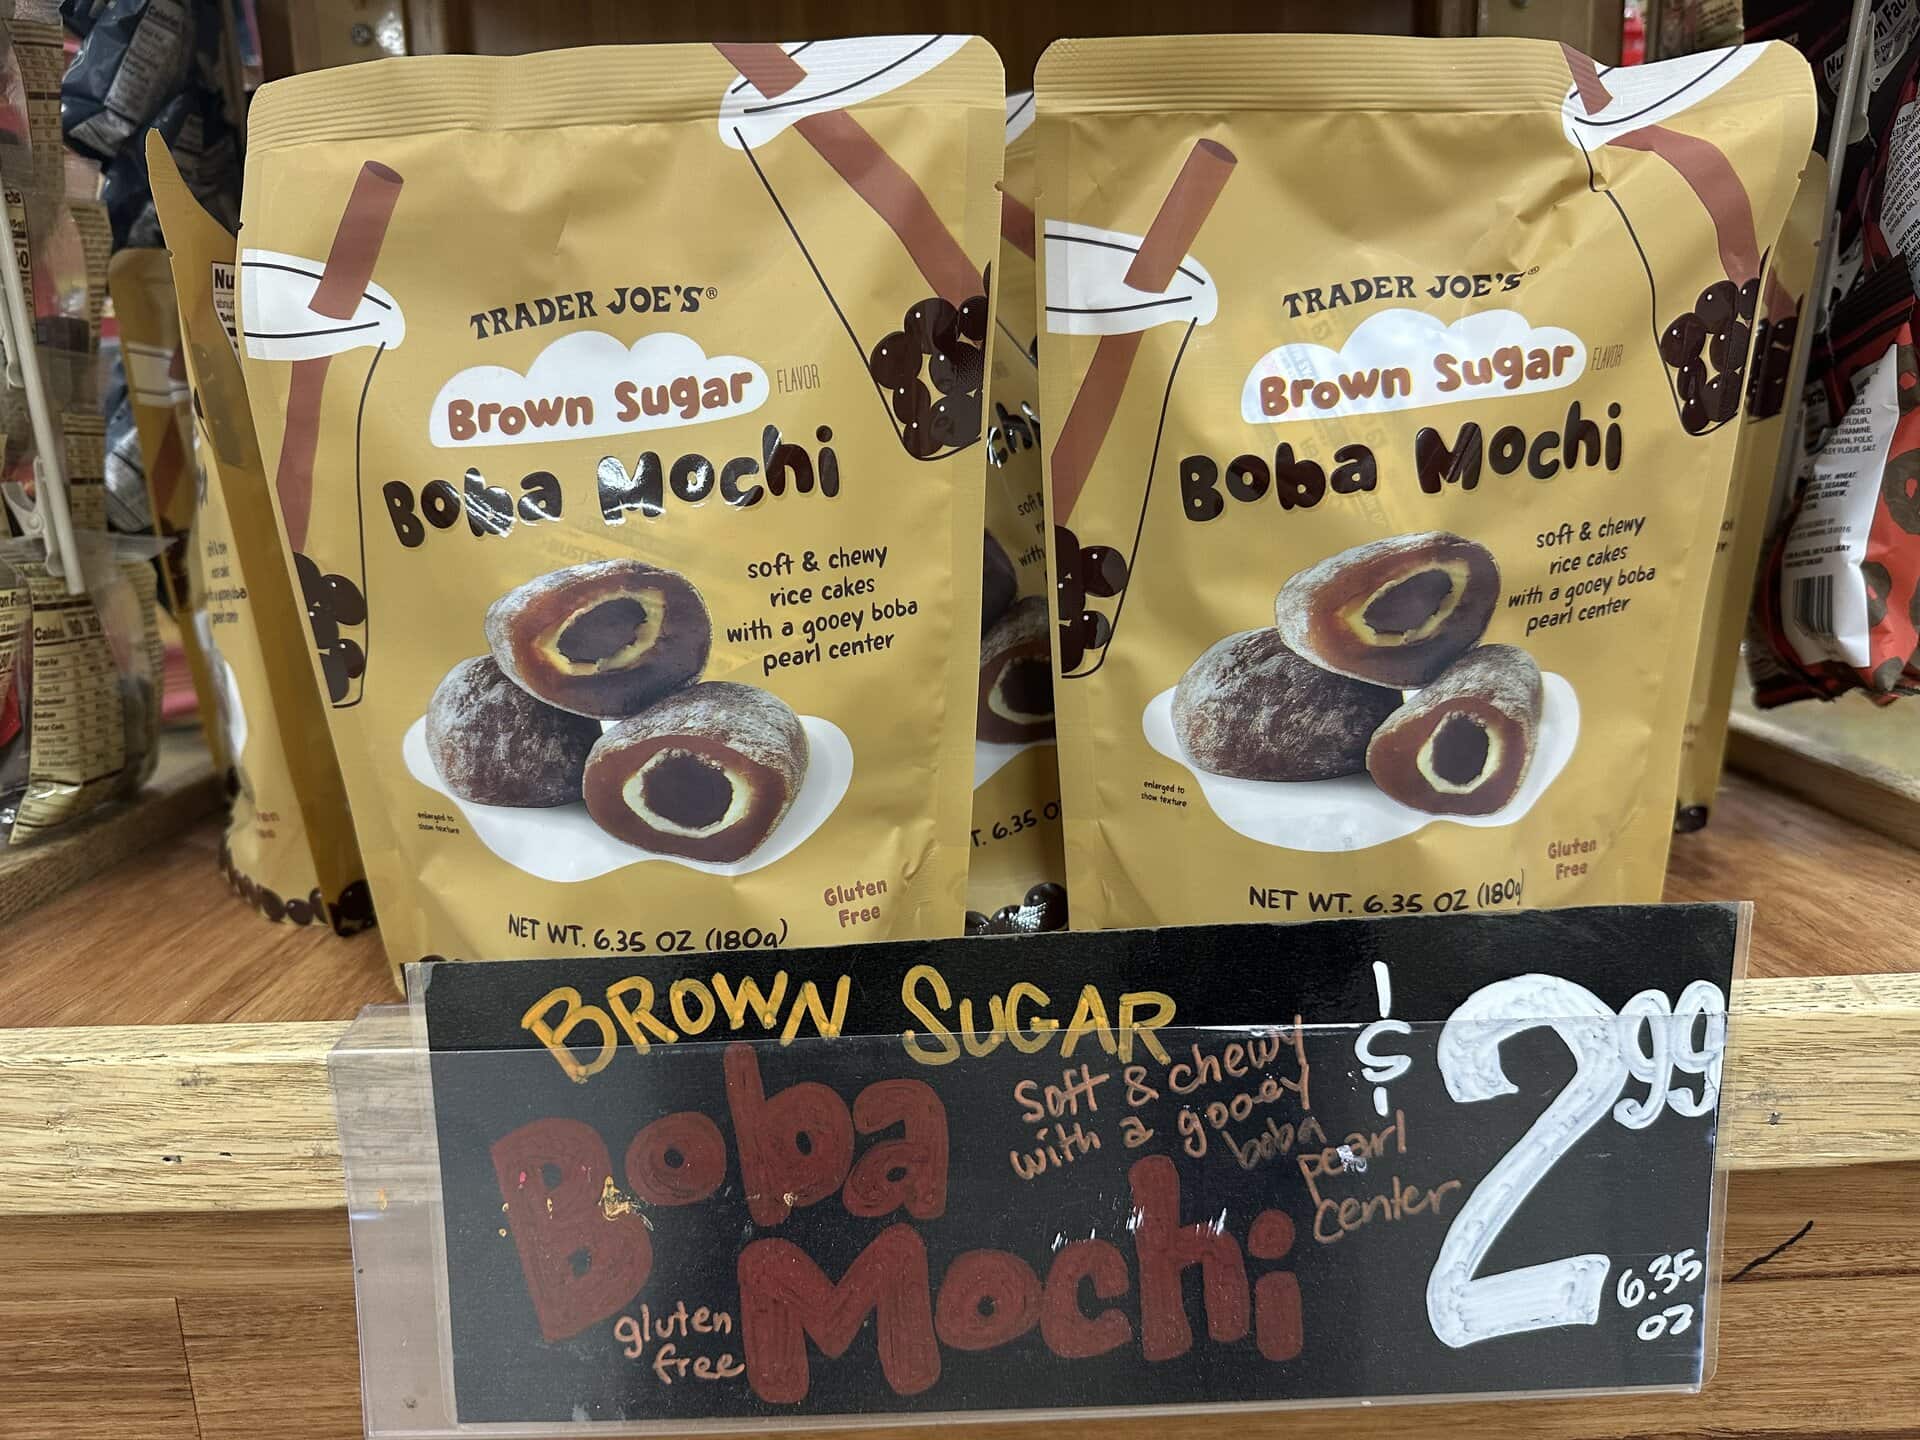 TRADER JOE'S®
Brown Sugar FLAVOR
Boba Mochi
soft & chewy
rice cakes
with a gooey boba
pearl center
enlarged to
show texture
Gluten
Free
NET WT. 6.35 OZ (180g)
TRADER JOE'S®
Brown Sugar FLAVOR
Boba Mochi
soft & chewy
rice cakes
with a gooey boba
pearl center
enlarged to
show texture
Gluten
Free
NET WT. 6.35 OZ (180g)
BROWN SUGAR
Boba
Mochi
Soft & chewy
with a gooey
boba
pearl
center
gluten
free
$2.99
6.35
oz